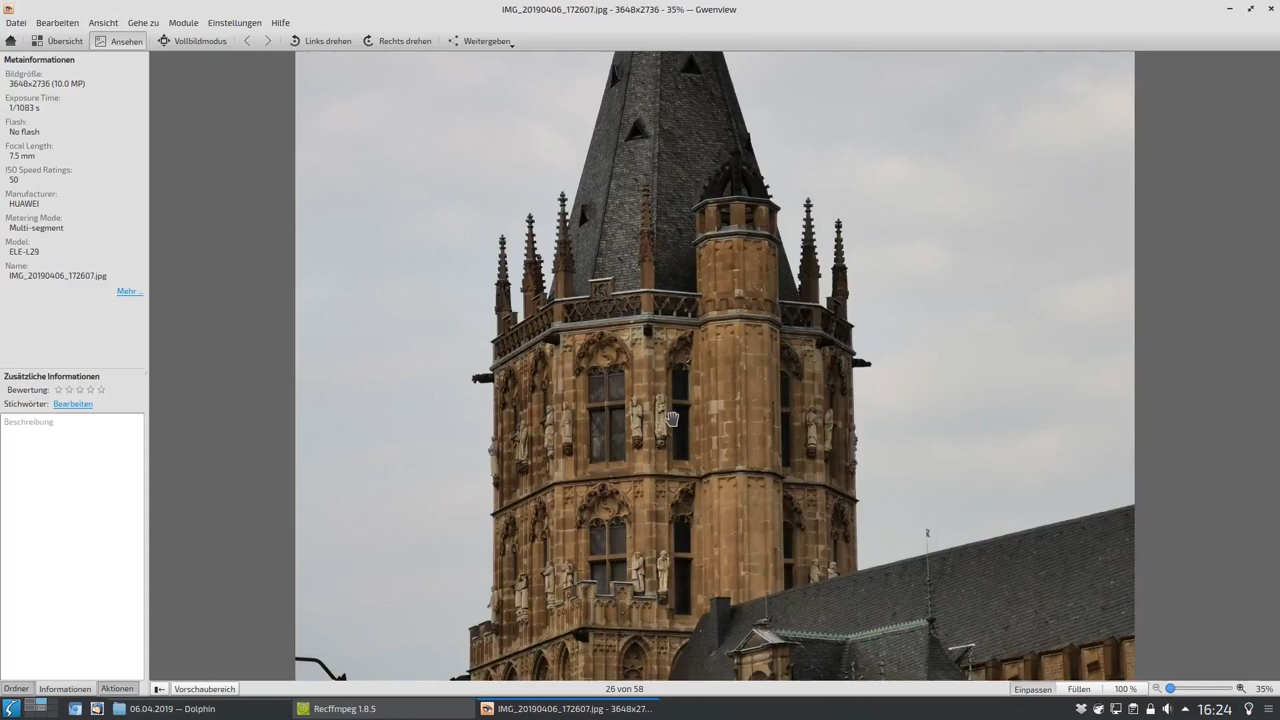 IMG_20190406_172607.jpg - 3648x2736 - 35% — Gwenview
Datei Bearbeiten Ansicht Gehe zu Module Einstellungen Hilfe
Übersicht Ansehen Vollbildmodus Links drehen Rechts drehen Weitergeben
Metainformationen
Bildgröße:
3648x2736 (10.0 MP)
Exposure Time:
1/1083 s
Flash:
No flash
Focal Length:
7.5 mm
ISO Speed Ratings:
50
Manufacturer:
HUAWEI
Metering Mode:
Multi-segment
Model:
ELE-L29
Name:
IMG_20190406_172607.jpg
Mehr ...
Zusätzliche Informationen
Bewertung:
Stichwörter: Bearbeiten
Beschreibung
Ordner Informationen Aktionen Vorschaubereich 26 von 58 Einpassen Füllen 100 % 35%
06.04.2019 — Dolphin Recffmpeg 1.8.5 IMG_20190406_172607.jpg - 3648x27... 16:24